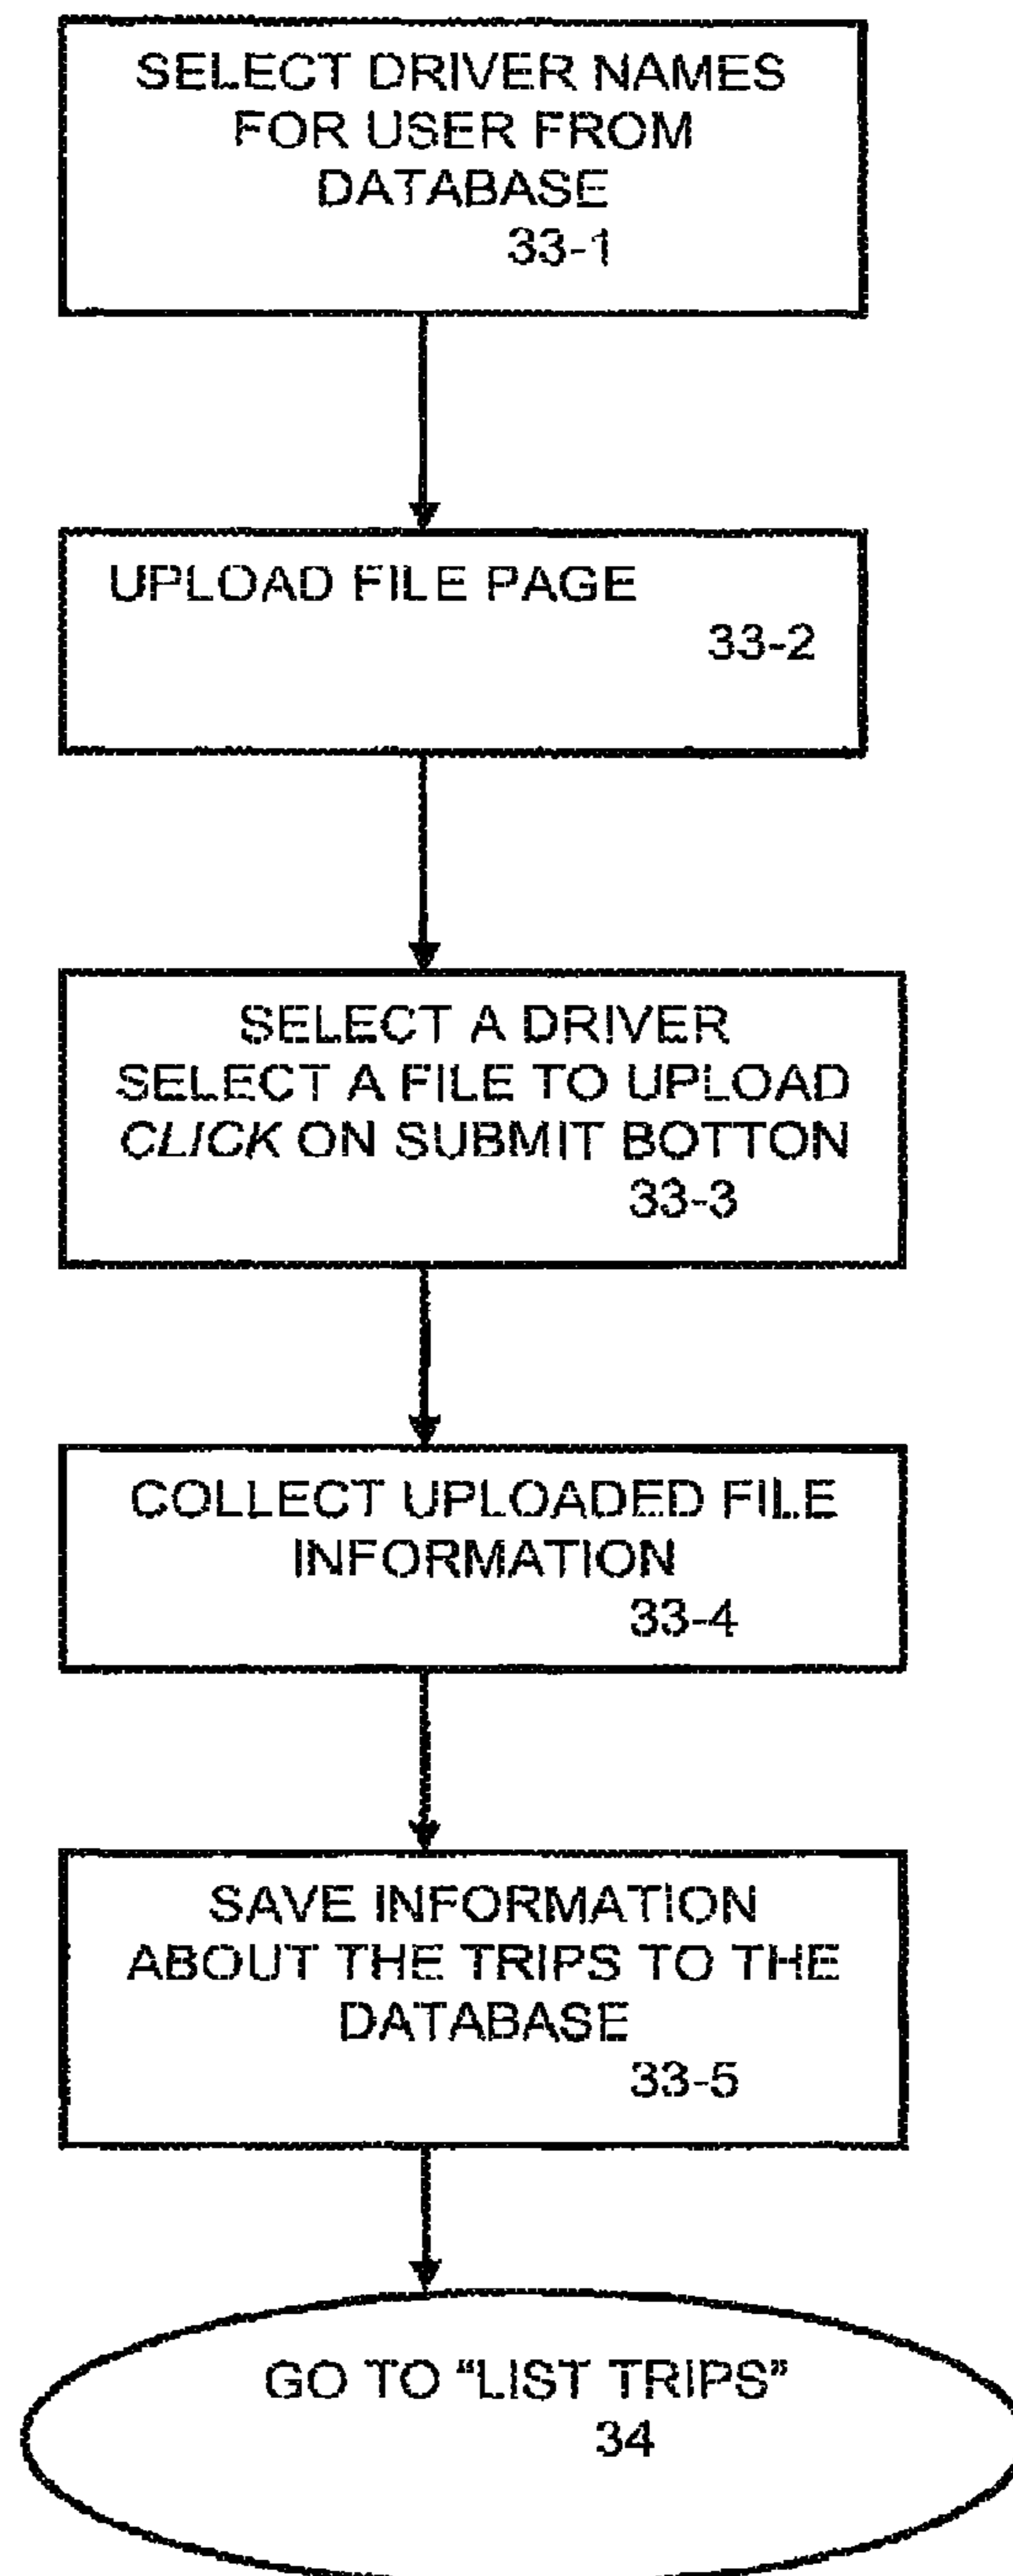 SELECT DRIVER NAMES
FOR USER FROM
DATABASE
33-1
UPLOAD FILE PAGE
33-2
SELECT A DRIVER
SELECT A FILE TO UPLOAD
CLICK ON SUBMIT BOTTON
33-3
COLLECT UPLOADED FILE
INFORMATION
33-4
SAVE INFORMATION
ABOUT THE TRIPS TO THE
DATABASE
33-5
GO TO “LIST TRIPS”
34